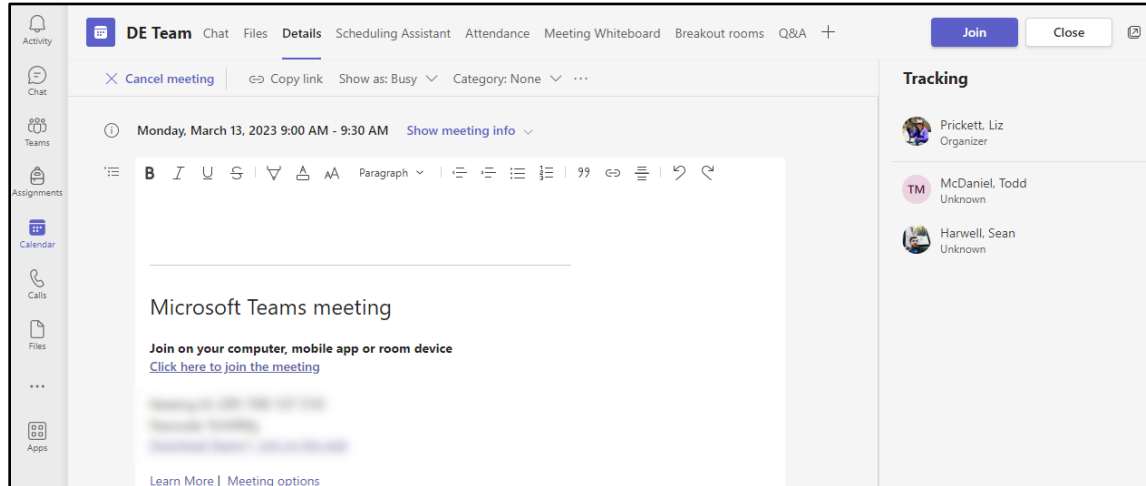 Activity
Chat
Teams
Assignments
Calendar
Calls
Files
Apps
DE Team Chat Files Details Scheduling Assistant Attendance Meeting Whiteboard Breakout rooms Q&A
Join
Close
Cancel meeting Copy link Show as: Busy Category: None
Monday, March 13, 2023 9:00 AM - 9:30 AM Show meeting info
B I U S A AA Paragraph
Microsoft Teams meeting
Join on your computer, mobile app or room device
Click here to join the meeting
Learn More | Meeting options
Tracking
Prickett, Liz
Organizer
TM
McDaniel, Todd
Unknown
Harwell, Sean
Unknown